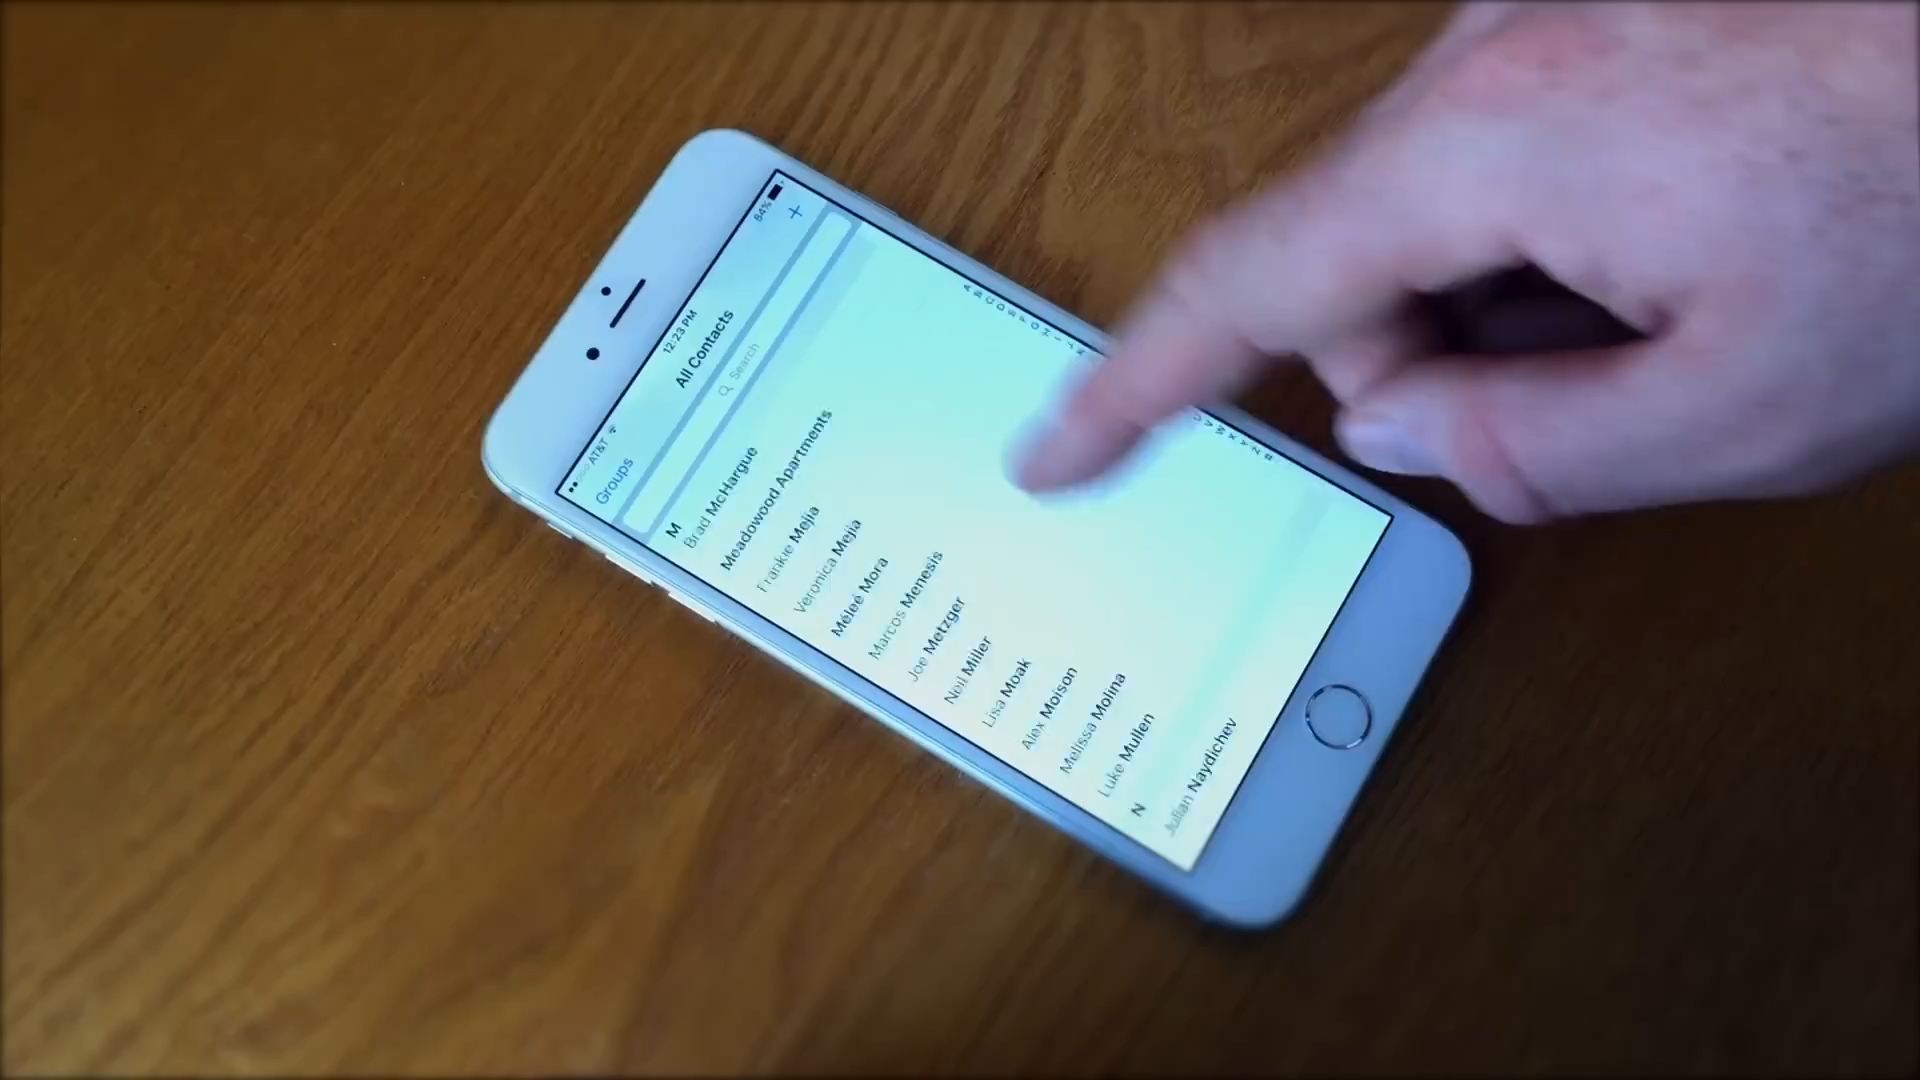 AT&T 12:23 PM 84%
Groups All Contacts +
Search
M
Brad McHargue
Meadowood Apartments
Frankie Mejia
Veronica Mejia
Méleé Mora
Marcos Menesis
Joe Metzger
Neil Miller
Lisa Moak
Alex Moison
Melissa Molina
Luke Mullen
N
Julian Naydichev
A
B
C
D
E
F
G
H
I
J
K
U
V
W
X
Y
Z
#